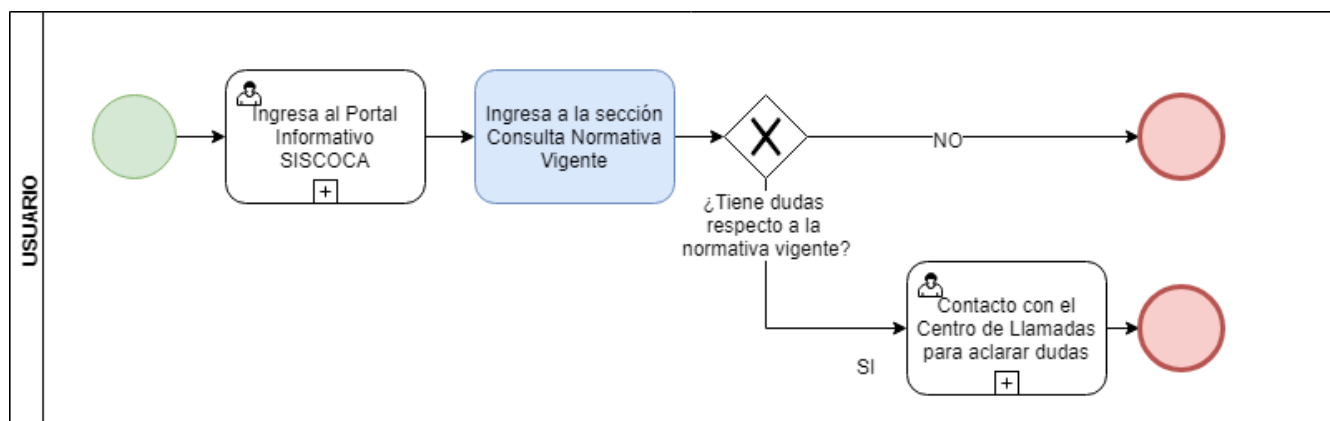 USUARIO
Ingresa al Portal
Informativo
SISCOCA
Ingresa a la sección
Consulta Normativa
Vigente
¿Tiene dudas
respecto a la
normativa vigente?
NO
SI
Contacto con el
Centro de Llamadas
para aclarar dudas